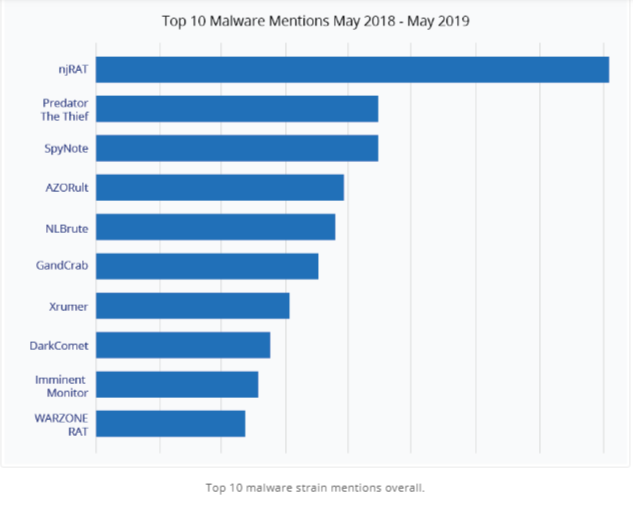 Top 10 Malware Mentions May 2018 - May 2019
njRAT
Predator
The Thief
SpyNote
AZORult
NLBrute
GandCrab
Xrumer
DarkComet
Imminent
Monitor
WARZONE
RAT
Top 10 malware strain mentions overall.